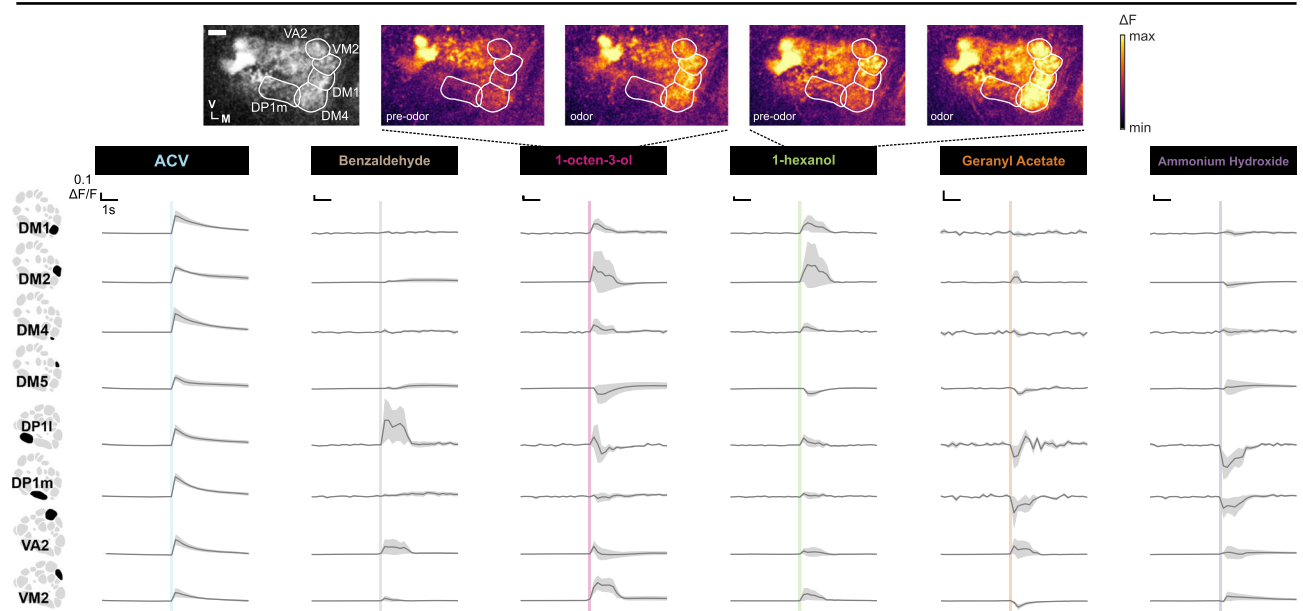 VA2
VM2
DM1
DP1m
DM4
V
M
pre-odor
odor
pre-odor
odor
ΔF
max
min
ACV
Benzaldehyde
1-octen-3-ol
1-hexanol
Geranyl Acetate
Ammonium Hydroxide
0.1
ΔF/F
1s
DM1
DM2
DM4
DM5
DP1l
DP1m
VA2
VM2